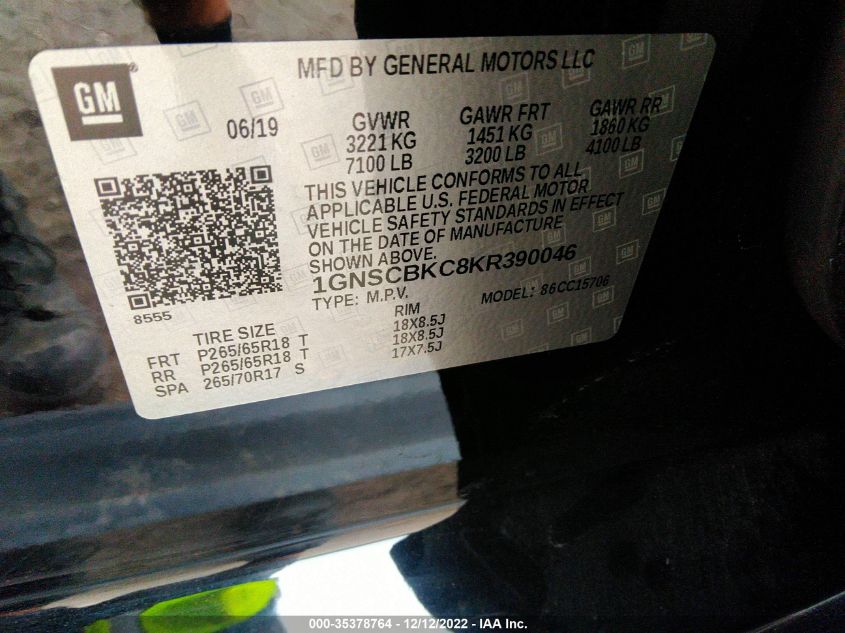 GM
MFD BY GENERAL MOTORS LLC
06/19
GVWR
3221 KG
7100 LB
GAWR FRT
1451 KG
3200 LB
GAWR RR
1860 KG
4100 LB
THIS VEHICLE CONFORMS TO ALL
APPLICABLE U.S. FEDERAL MOTOR
VEHICLE SAFETY STANDARDS IN EFFECT
ON THE DATE OF MANUFACTURE
SHOWN ABOVE.
1GNSCBKC8KR390046
TYPE: M.P.V. MODEL: 86CC15706
8555
TIRE SIZE RIM
FRT P265/65R18 T 18X8.5J
RR P265/65R18 T 18X8.5J
SPA 265/70R17 S 17X7.5J
000-35378764 - 12/12/2022 - IAA Inc.